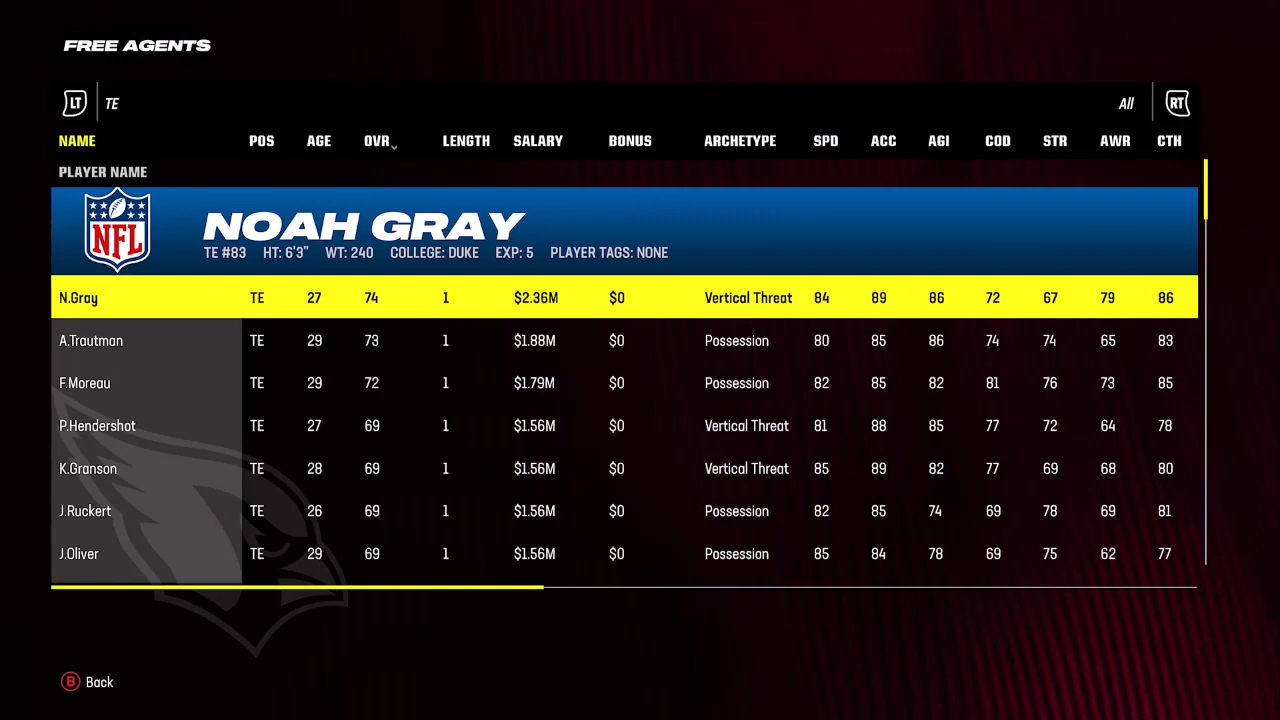 FREE AGENTS
LT TE All RT
NAME POS AGE OVR LENGTH SALARY BONUS ARCHETYPE SPD ACC AGI COD STR AWR CTH
PLAYER NAME
NFL
NOAH GRAY
TE #83 HT: 6'3" WT: 240 COLLEGE: DUKE EXP: 5 PLAYER TAGS: NONE
N.Gray TE 27 74 1 $2.36M $0 Vertical Threat 84 89 86 72 67 79 86
A.Trautman TE 29 73 1 $1.88M $0 Possession 80 85 86 74 74 65 83
F.Moreau TE 29 72 1 $1.79M $0 Possession 82 85 82 81 76 73 85
P.Hendershot TE 27 69 1 $1.56M $0 Vertical Threat 81 88 85 77 72 64 78
K.Granson TE 28 69 1 $1.56M $0 Vertical Threat 85 89 82 77 69 68 80
J.Ruckert TE 26 69 1 $1.56M $0 Possession 82 85 74 69 78 69 81
J.Oliver TE 29 69 1 $1.56M $0 Possession 85 84 78 69 75 62 77
B Back